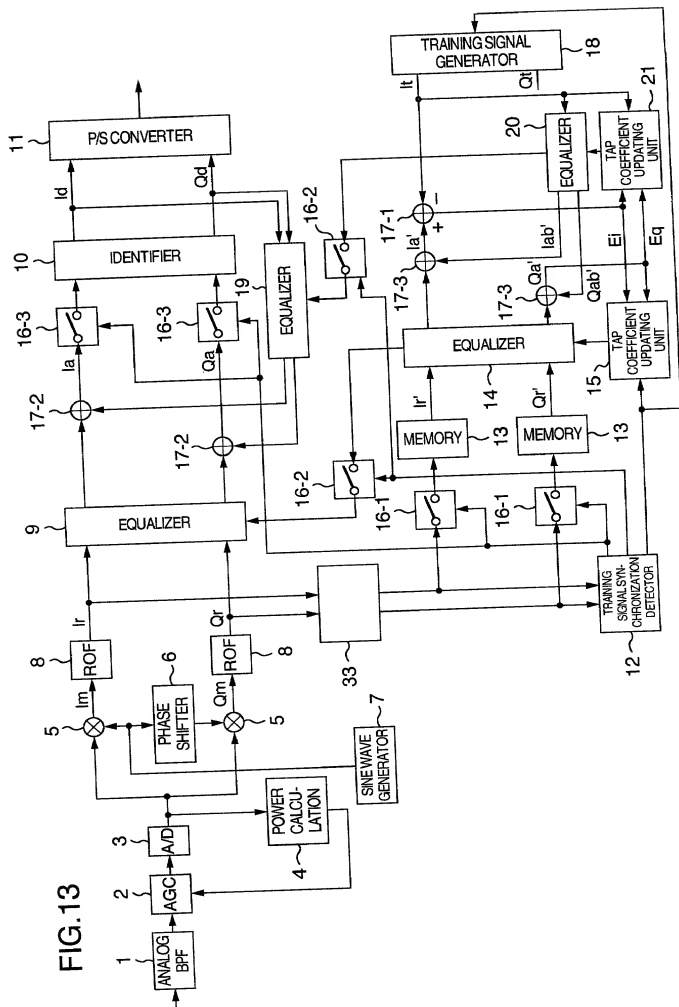 FIG.13
1
ANALOG
BPF
2
AGC
3
A/D
POWER
CALCU-
LATION
4
5
Im
8
ROF
Ir
6
PHASE
SHIFTER
5
Qm
ROF
8
Qr
7
SINE WAVE
GENERATOR
9
EQUALIZER
17-2
Ia
17-2
Qa
16-3
16-3
10
IDENTIFIER
Id
Qd
11
P/S CONVERTER
19
EQUALIZER
16-2
16-2
33
16-1
16-1
12
TRAINING
SIGNAL SYN-
CHRONIZATION
DETECTOR
Ir'
MEMORY
13
Qr'
MEMORY
13
14
EQUALIZER
15
TAP
COEFFICIENT
UPDATING
UNIT
17-3
Ia'
17-1
+
−
17-3
Qa'
Iab'
Qab'
Ei
Eq
20
EQUALIZER
21
TAP
COEFFICIENT
UPDATING
UNIT
It
Qt
TRAINING SIGNAL
GENERATOR
18